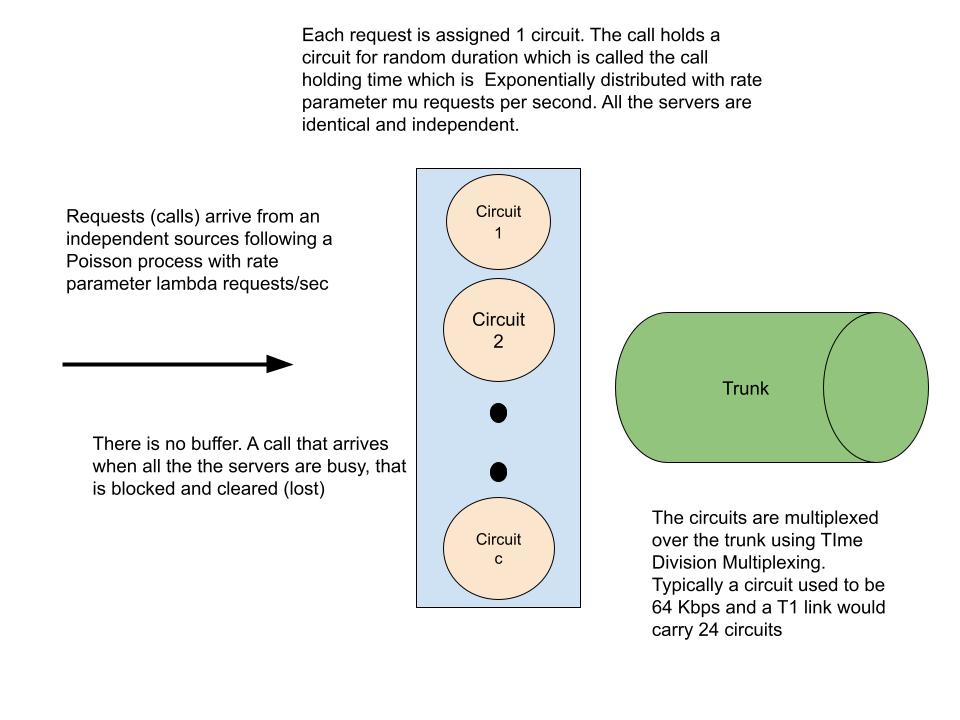 Each request is assigned 1 circuit. The call holds a
circuit for random duration which is called the call
holding time which is  Exponentially distributed with rate
parameter mu requests per second. All the servers are
identical and independent.
Requests (calls) arrive from an
independent sources following a
Poisson process with rate
parameter lambda requests/sec
There is no buffer. A call that arrives
when all the the servers are busy, that
is blocked and cleared (lost)
Circuit
1
Circuit
2
Circuit
c
Trunk
The circuits are multiplexed
over the trunk using TIme
Division Multiplexing.
Typically a circuit used to be
64 Kbps and a T1 link would
carry 24 circuits